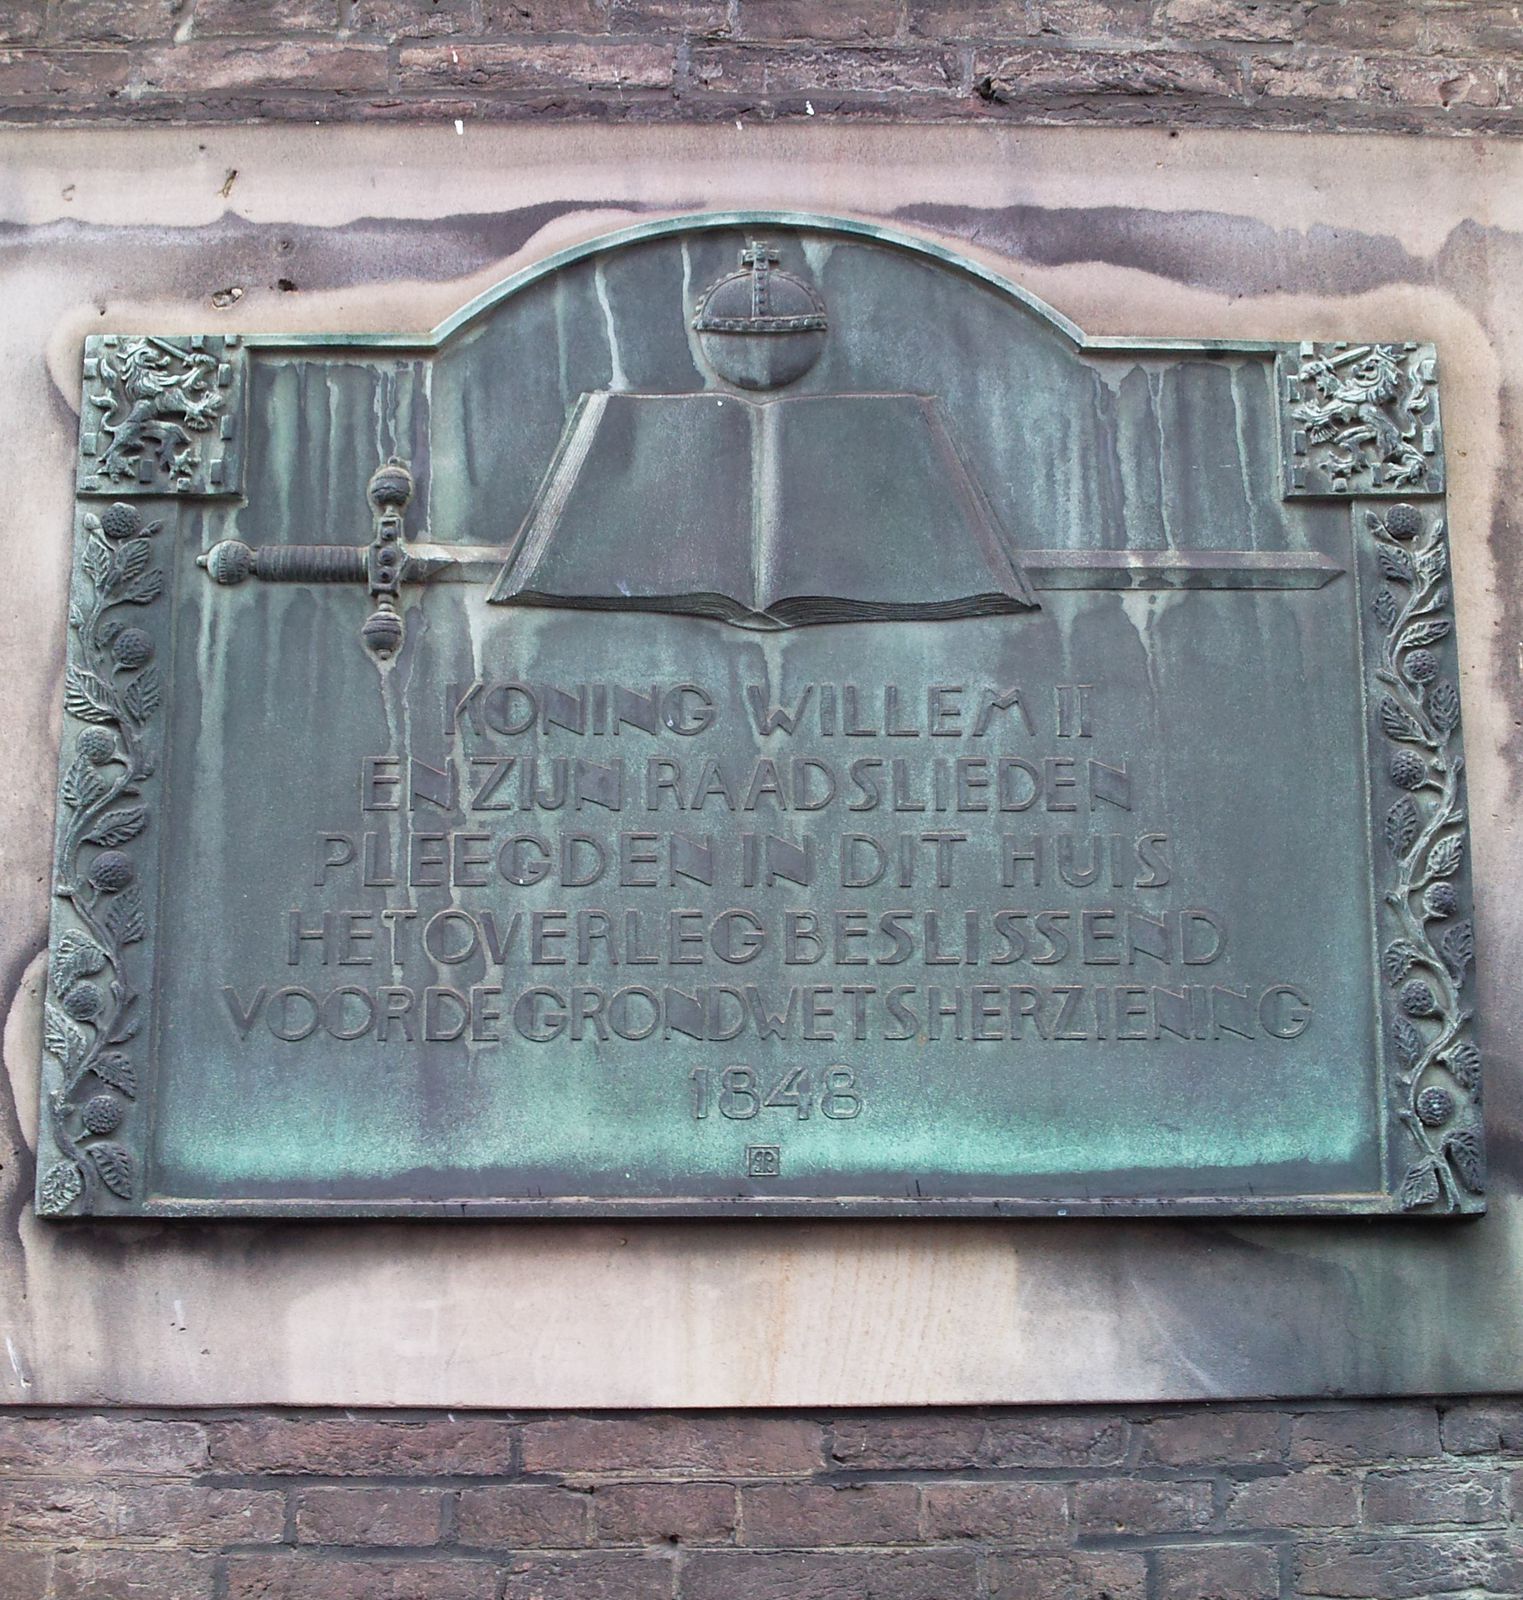 KONING WILLEM II
EN ZIJN RAADSLIEDEN
PLEEGDEN IN DIT HUIS
HET OVERLEG BESLISSEND
VOOR DE GRONDWETSHERZIENING
1848